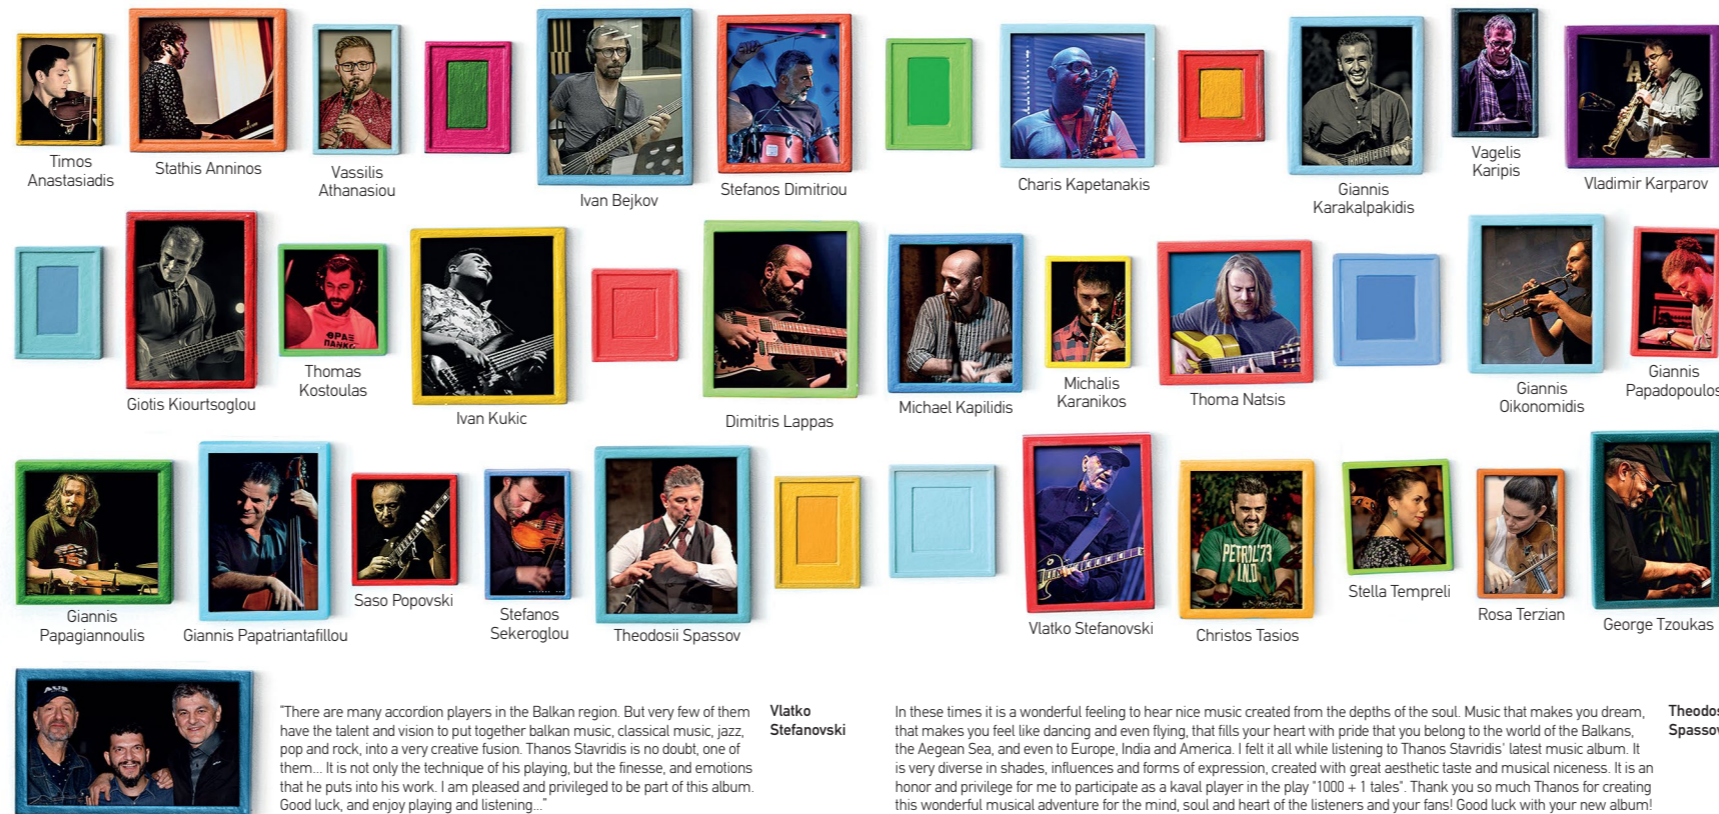 Timos
Anastasiadis
Stathis Anninos
Vassilis
Athanasiou
Ivan Bejkov
Stefanos Dimitriou
Charis Kapetanakis
Giannis
Karakalpakidis
Vagelis
Karipis
Vladimir Karparov
Giotis Kiourtsoglou
ΘΡΑΞ
ΠΑΝΚC
Thomas
Kostoulas
Ivan Kukic
Dimitris Lappas
Michael Kapilidis
Michalis
Karanikos
Thoma Natsis
Giannis
Oikonomidis
Giannis
Papadopoulos
Giannis
Papagiannoulis
Giannis Papatriantafillou
Saso Popovski
Stefanos
Sekeroglou
Theodosii Spassov
Vlatko Stefanovski
PETROL'73
I.N.D
Christos Tasios
Stella Tempreli
Rosa Terzian
George Tzoukas
AUS
"There are many accordion players in the Balkan region. But very few of them
have the talent and vision to put together balkan music, classical music, jazz,
pop and rock, into a very creative fusion. Thanos Stavridis is no doubt, one of
them... It is not only the technique of his playing, but the finesse, and emotions
that he puts into his work. I am pleased and privileged to be part of this album.
Good luck, and enjoy playing and listening..."
Vlatko
Stefanovski
In these times it is a wonderful feeling to hear nice music created from the depths of the soul. Music that makes you dream,
that makes you feel like dancing and even flying, that fills your heart with pride that you belong to the world of the Balkans,
the Aegean Sea, and even to Europe, India and America. I felt it all while listening to Thanos Stavridis' latest music album. It
is very diverse in shades, influences and forms of expression, created with great aesthetic taste and musical niceness. It is an
honor and privilege for me to participate as a kaval player in the play "1000 + 1 tales". Thank you so much Thanos for creating
this wonderful musical adventure for the mind, soul and heart of the listeners and your fans! Good luck with your new album!
Theodos
Spassov